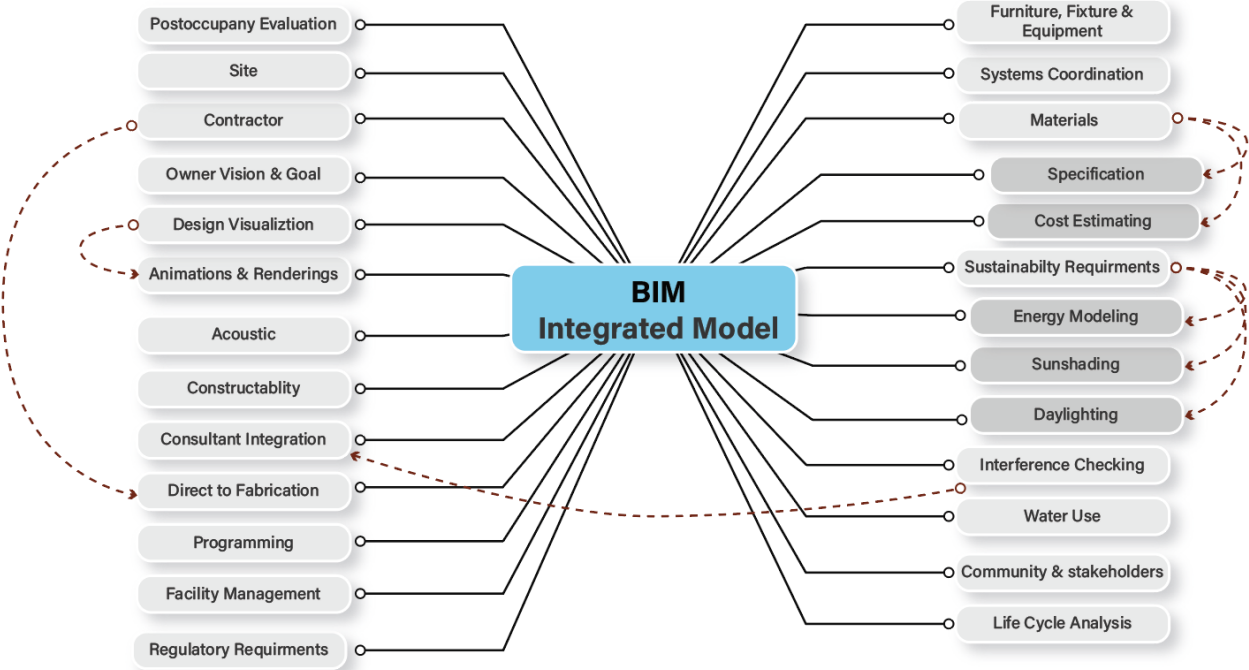 Postoccupany Evaluation
Site
Contractor
Owner Vision & Goal
Design Visualiztion
Animations & Renderings
Acoustic
Constructablity
Consultant Integration
Direct to Fabrication
Programming
Facility Management
Regulatory Requirments
BIM
Integrated Model
Furniture, Fixture &
Equipment
Systems Coordination
Materials
Specification
Cost Estimating
Sustainabilty Requirments
Energy Modeling
Sunshading
Daylighting
Interference Checking
Water Use
Community & stakeholders
Life Cycle Analysis